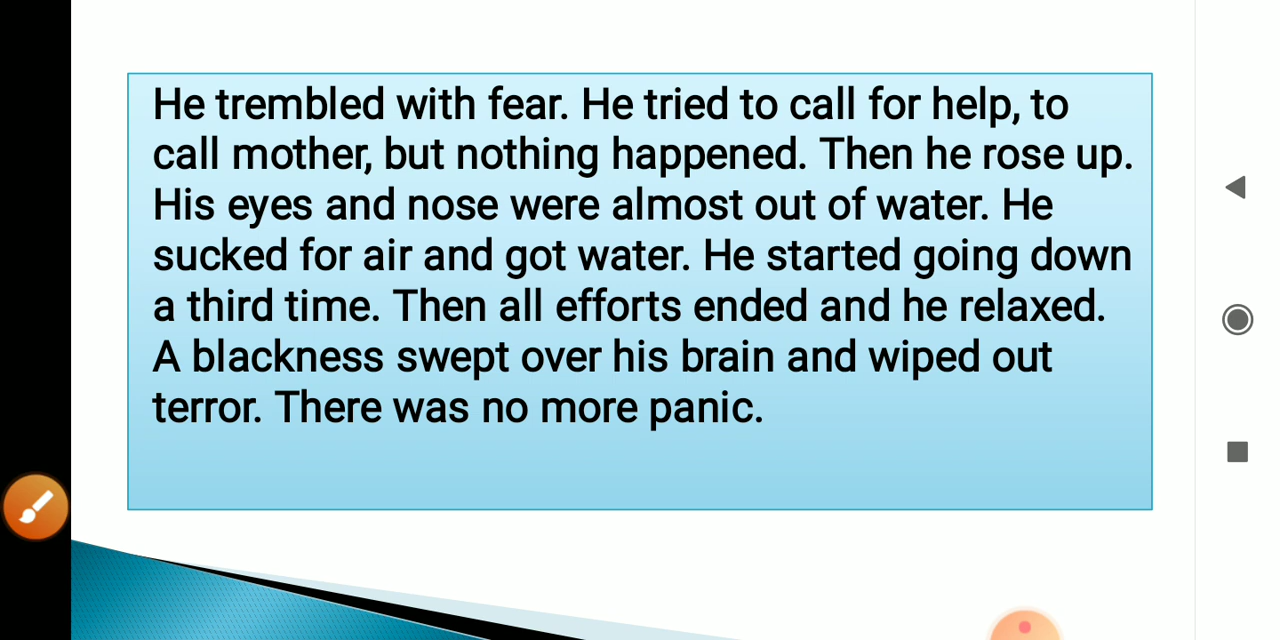 He trembled with fear. He tried to call for help, to
call mother, but nothing happened. Then he rose up.
His eyes and nose were almost out of water. He
sucked for air and got water. He started going down
a third time. Then all efforts ended and he relaxed.
A blackness swept over his brain and wiped out
terror. There was no more panic.